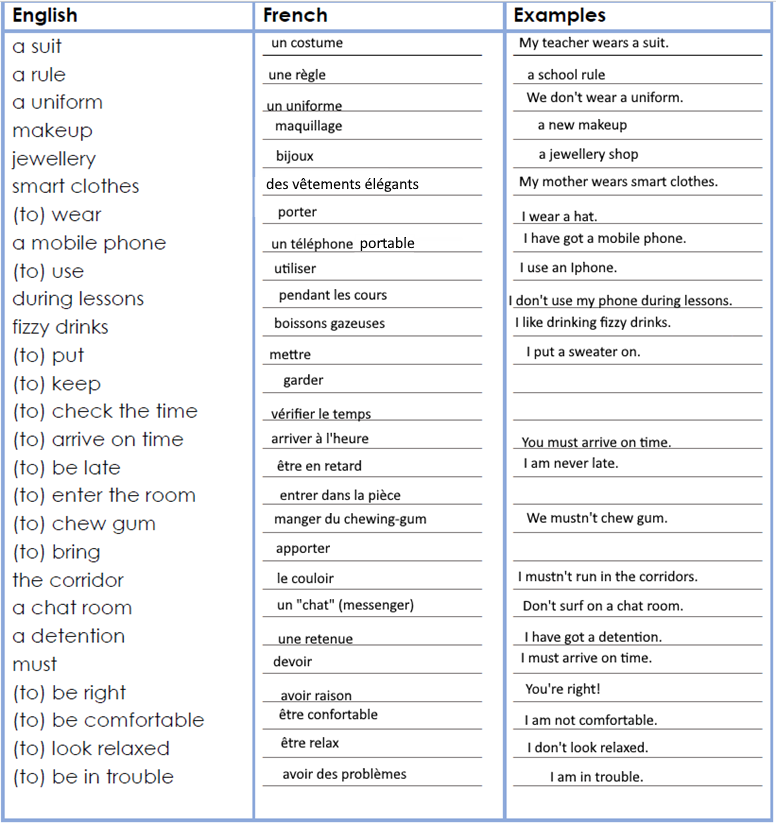 English French Examples
a suit un costume My teacher wears a suit.
a rule une règle a school rule
a uniform un uniforme We don't wear a uniform.
makeup maquillage a new makeup
jewellery bijoux a jewellery shop
smart clothes des vêtements élégants My mother wears smart clothes.
(to) wear porter I wear a hat.
a mobile phone un téléphone portable I have got a mobile phone.
(to) use utiliser I use an Iphone.
during lessons pendant les cours I don't use my phone during lessons.
fizzy drinks boissons gazeuses I like drinking fizzy drinks.
(to) put mettre I put a sweater on.
(to) keep garder
(to) check the time vérifier le temps
(to) arrive on time arriver à l'heure You must arrive on time.
(to) be late être en retard I am never late.
(to) enter the room entrer dans la pièce
(to) chew gum manger du chewing-gum We mustn't chew gum.
(to) bring apporter
the corridor le couloir I mustn't run in the corridors.
a chat room un "chat" (messenger) Don't surf on a chat room.
a detention une retenue I have got a detention.
must devoir I must arrive on time.
(to) be right avoir raison You're right!
(to) be comfortable être confortable I am not comfortable.
(to) look relaxed être relax I don't look relaxed.
(to) be in trouble avoir des problèmes I am in trouble.